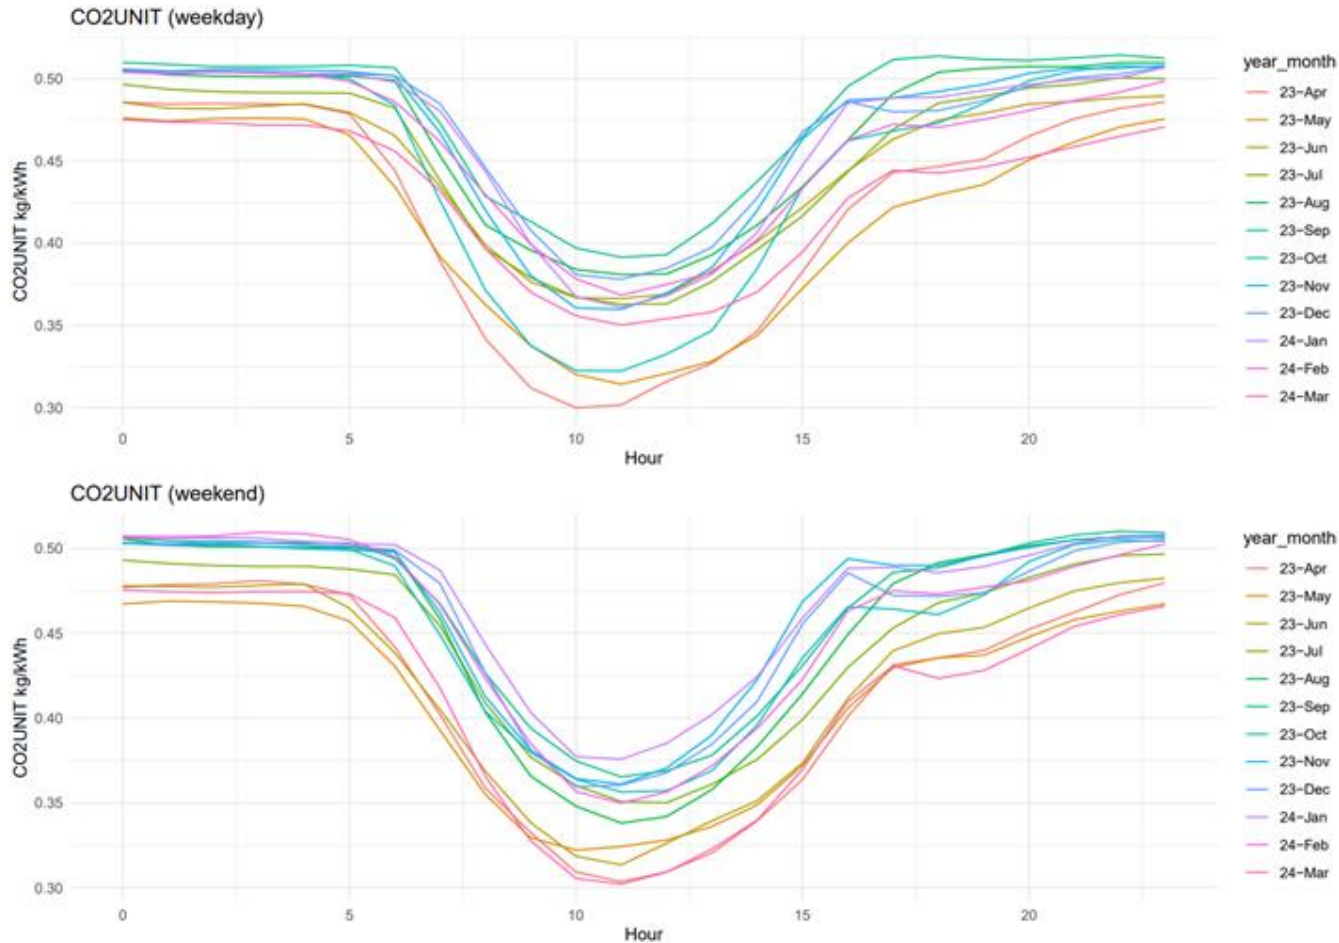 CO2UNIT (weekday)
CO2UNIT kg/kWh
0.50
0.45
0.40
0.35
0.30
0
5
10
15
20
Hour
year_month
23-Apr
23-May
23-Jun
23-Jul
23-Aug
23-Sep
23-Oct
23-Nov
23-Dec
24-Jan
24-Feb
24-Mar
CO2UNIT (weekend)
CO2UNIT kg/kWh
0.50
0.45
0.40
0.35
0.30
0
5
10
15
20
Hour
year_month
23-Apr
23-May
23-Jun
23-Jul
23-Aug
23-Sep
23-Oct
23-Nov
23-Dec
24-Jan
24-Feb
24-Mar